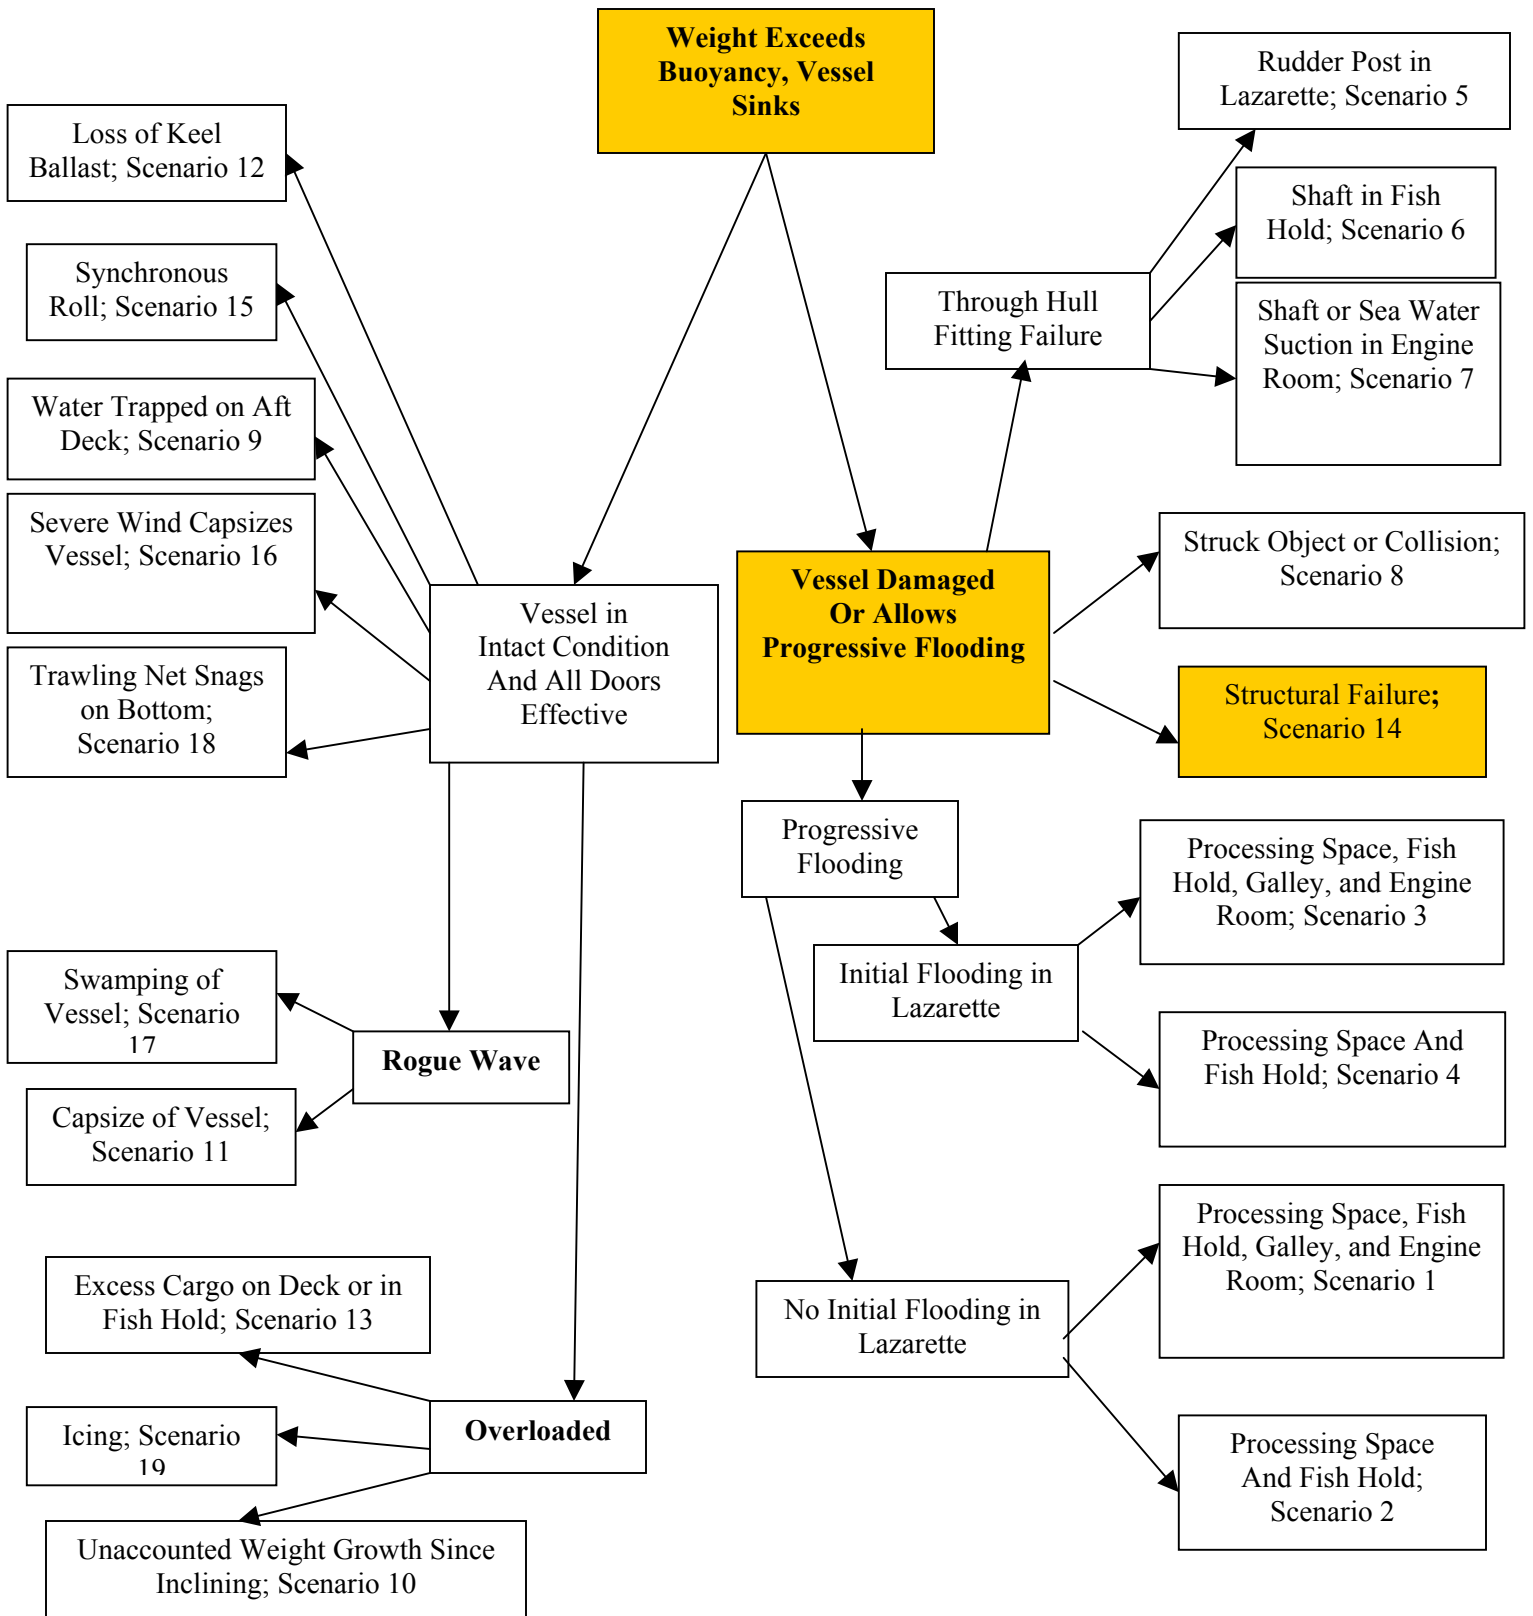 Weight Exceeds
Buoyancy, Vessel
Sinks
Rudder Post in
Lazarette; Scenario 5
Loss of Keel
Ballast; Scenario 12
Shaft in Fish
Hold; Scenario 6
Synchronous
Roll; Scenario 15
Through Hull
Fitting Failure
Shaft or Sea Water
Suction in Engine
Room; Scenario 7
Water Trapped on Aft
Deck; Scenario 9
Severe Wind Capsizes
Vessel; Scenario 16
Struck Object or Collision;
Scenario 8
Vessel Damaged
Or Allows
Progressive Flooding
Vessel in
Intact Condition
And All Doors
Effective
Trawling Net Snags
on Bottom;
Scenario 18
Structural Failure;
Scenario 14
Progressive
Flooding
Processing Space, Fish
Hold, Galley, and Engine
Room; Scenario 3
Initial Flooding in
Lazarette
Swamping of
Vessel; Scenario
17
Rogue Wave
Processing Space And
Fish Hold; Scenario 4
Capsize of Vessel;
Scenario 11
Processing Space, Fish
Hold, Galley, and Engine
Room; Scenario 1
Excess Cargo on Deck or in
Fish Hold; Scenario 13
No Initial Flooding in
Lazarette
Icing; Scenario
19
Overloaded
Processing Space
And Fish Hold;
Scenario 2
Unaccounted Weight Growth Since
Inclining; Scenario 10